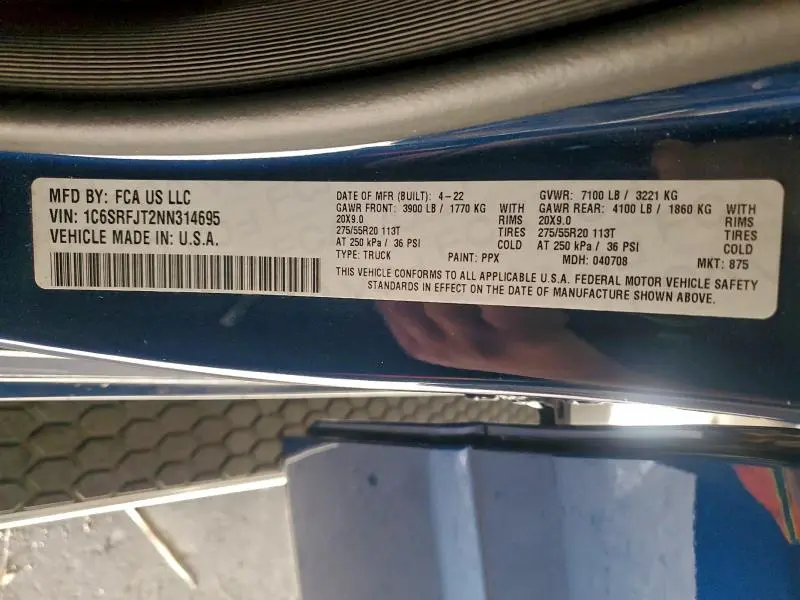 MFD BY: FCA US LLC
VIN: 1C6SRFJT2NN314695
VEHICLE MADE IN: U.S.A.
DATE OF MFR (BUILT): 4-22
GVWR: 7100 LB / 3221 KG
GAWR FRONT: 3900 LB / 1770 KG WITH
20X9.0 RIMS
275/55R20 113T TIRES
AT 250 kPa / 36 PSI COLD
GAWR REAR: 4100 LB / 1860 KG WITH
20X9.0 RIMS
275/55R20 113T TIRES
AT 250 kPa / 36 PSI COLD
TYPE: TRUCK PAINT: PPX MDH: 040708 MKT: 875
THIS VEHICLE CONFORMS TO ALL APPLICABLE U.S.A. FEDERAL MOTOR VEHICLE SAFETY
STANDARDS IN EFFECT ON THE DATE OF MANUFACTURE SHOWN ABOVE.